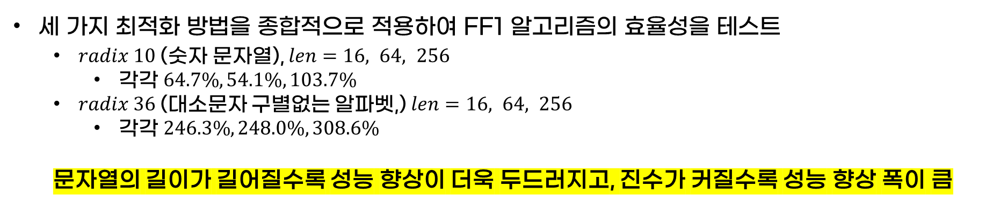 • 세 가지 최적화 방법을 종합적으로 적용하여 FF1 알고리즘의 효율성을 테스트
• radix 10 (숫자 문자열), len = 16, 64, 256
• 각각 64.7%, 54.1%, 103.7%
• radix 36 (대소문자 구별없는 알파벳,) len = 16, 64, 256
• 각각 246.3%, 248.0%, 308.6%
문자열의 길이가 길어질수록 성능 향상이 더욱 두드러지고, 진수가 커질수록 성능 향상 폭이 큼